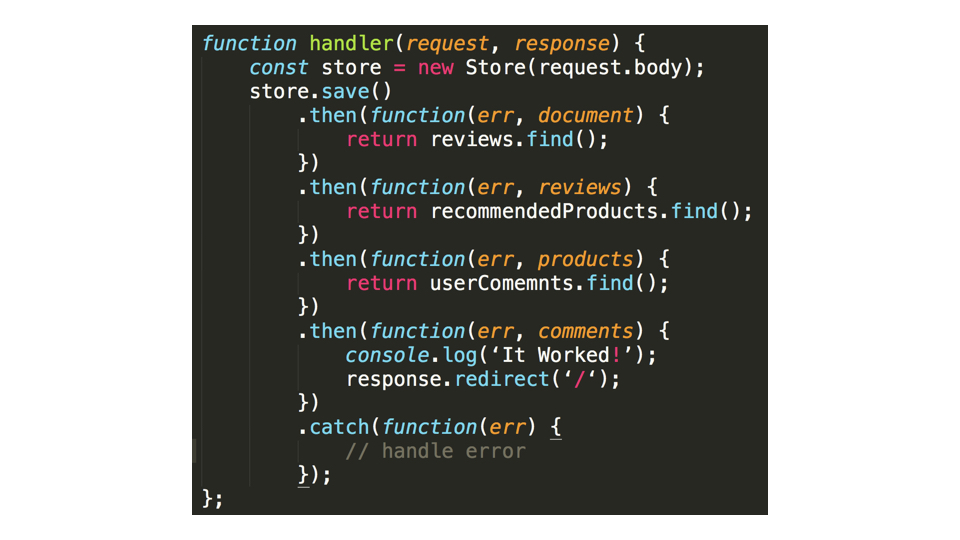 function handler(request, response) {
    const store = new Store(request.body);
    store.save()
        .then(function(err, document) {
            return reviews.find();
        })
        .then(function(err, reviews) {
            return recommendedProducts.find();
        })
        .then(function(err, products) {
            return userComemnts.find();
        })
        .then(function(err, comments) {
            console.log(‘It Worked!’);
            response.redirect(‘/‘);
        })
        .catch(function(err) {
            // handle error
        });
};